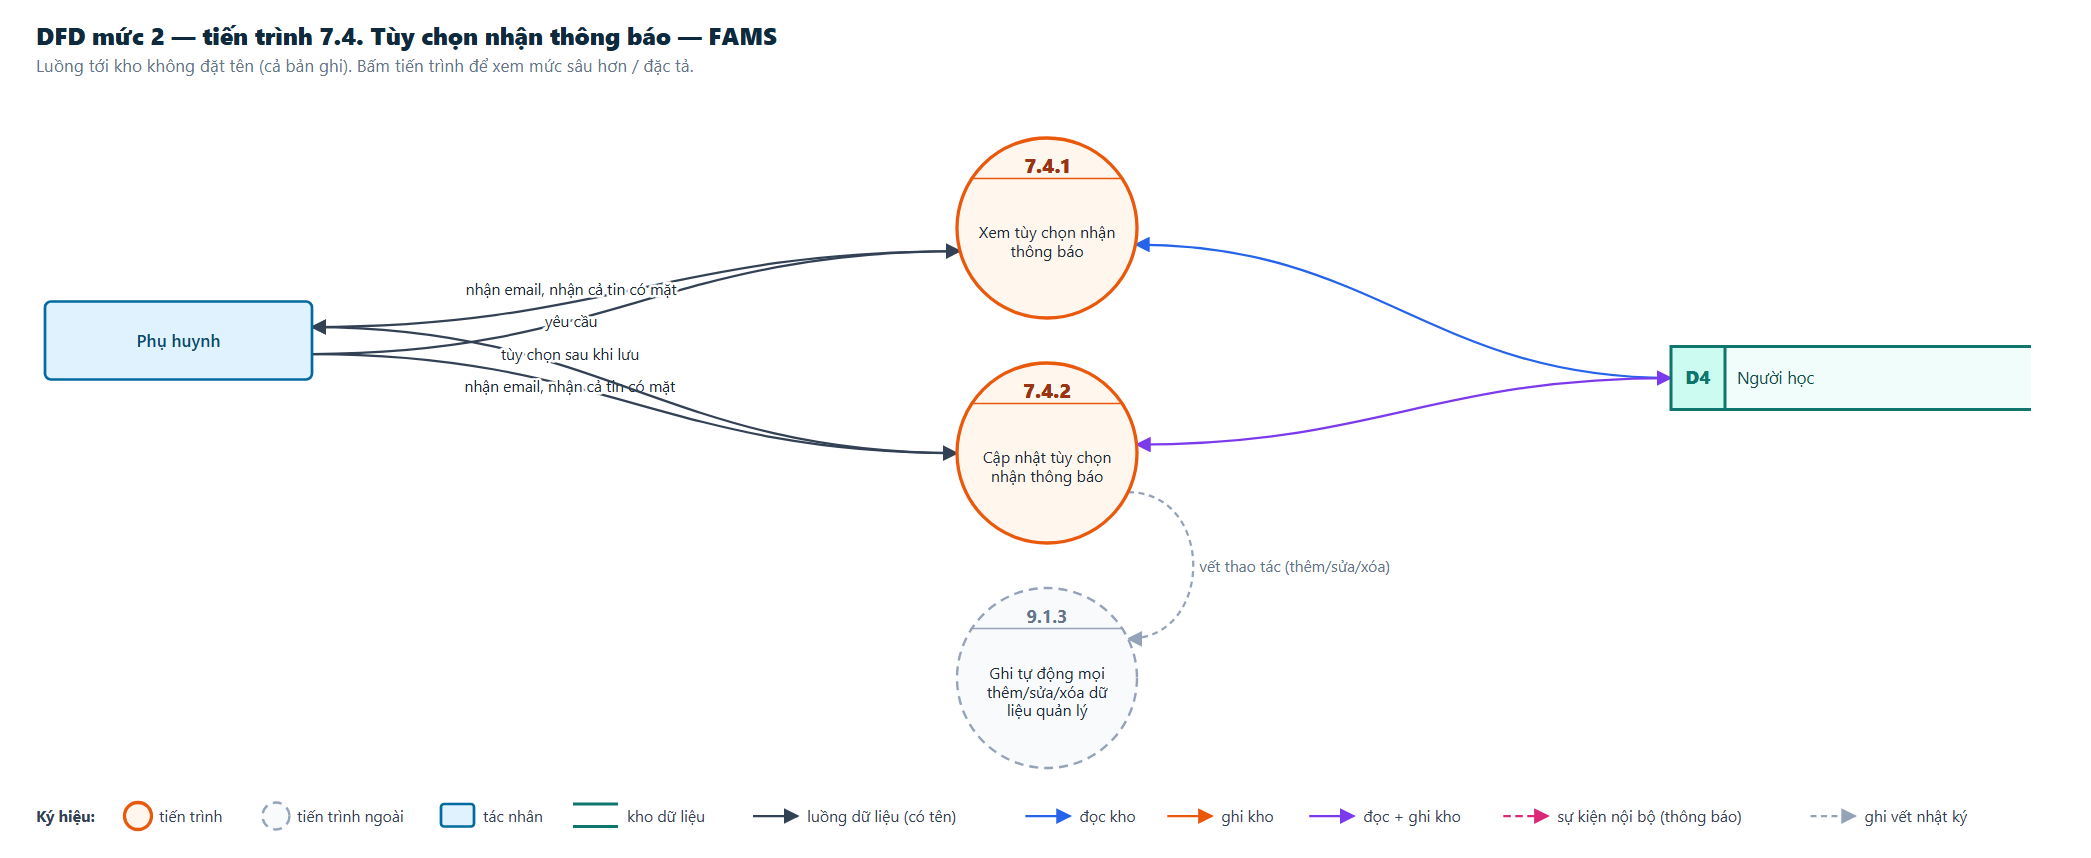 DFD mức 2 — tiến trình 7.4. Tùy chọn nhận thông báo — FAMS
Luồng tới kho không đặt tên (cả bản ghi). Bấm tiến trình để xem mức sâu hơn / đặc tả.
7.4.1
Xem tùy chọn nhận
thông báo
nhận email, nhận cả tin có mặt
yêu cầu
Phụ huynh
tùy chọn sau khi lưu
nhận email, nhận cả tin có mặt
D4
Người học
7.4.2
Cập nhật tùy chọn
nhận thông báo
vết thao tác (thêm/sửa/xóa)
9.1.3
Ghi tự động mọi
thêm/sửa/xóa dữ
liệu quản lý
Ký hiệu:
tiến trình
tiến trình ngoài
tác nhân
kho dữ liệu
luồng dữ liệu (có tên)
đọc kho
ghi kho
đọc + ghi kho
sự kiện nội bộ (thông báo)
ghi vết nhật ký